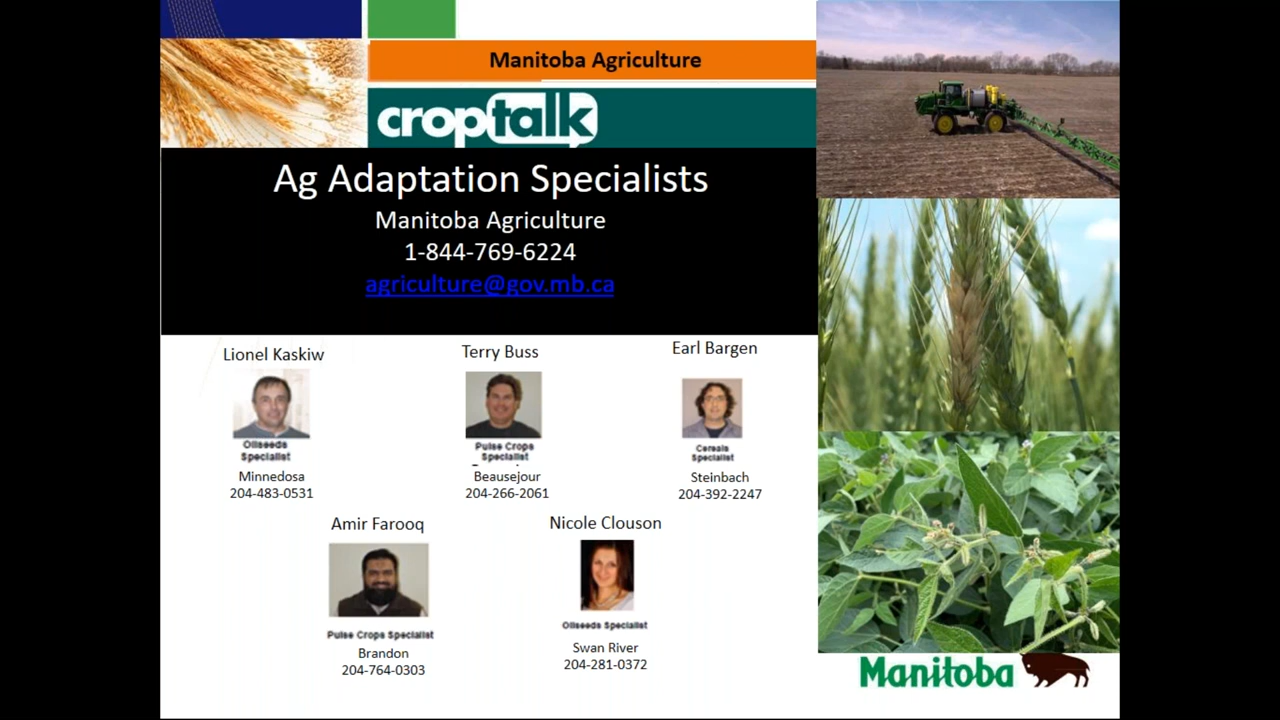 Manitoba Agriculture
croptalk
Ag Adaptation Specialists
Manitoba Agriculture
1-844-769-6224
agriculture@gov.mb.ca
Lionel Kaskiw
Oilseeds
Specialist
Minnedosa
204-483-0531
Terry Buss
Pulse Crops
Specialist
Beausejour
204-266-2061
Earl Bargen
Cereals
Specialist
Steinbach
204-392-2247
Amir Farooq
Pulse Crops Specialist
Brandon
204-764-0303
Nicole Clouson
Oilseeds Specialist
Swan River
204-281-0372
Manitoba